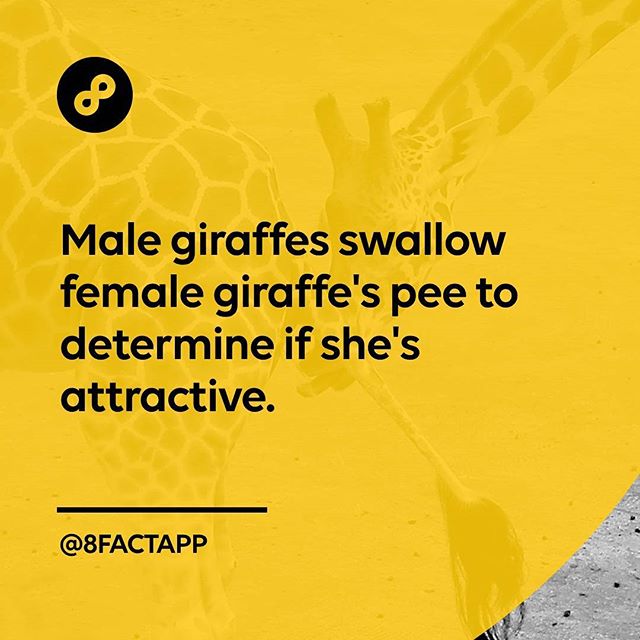 Male giraffes swallow
female giraffe's pee to
determine if she's
attractive.
@8FACTAPP